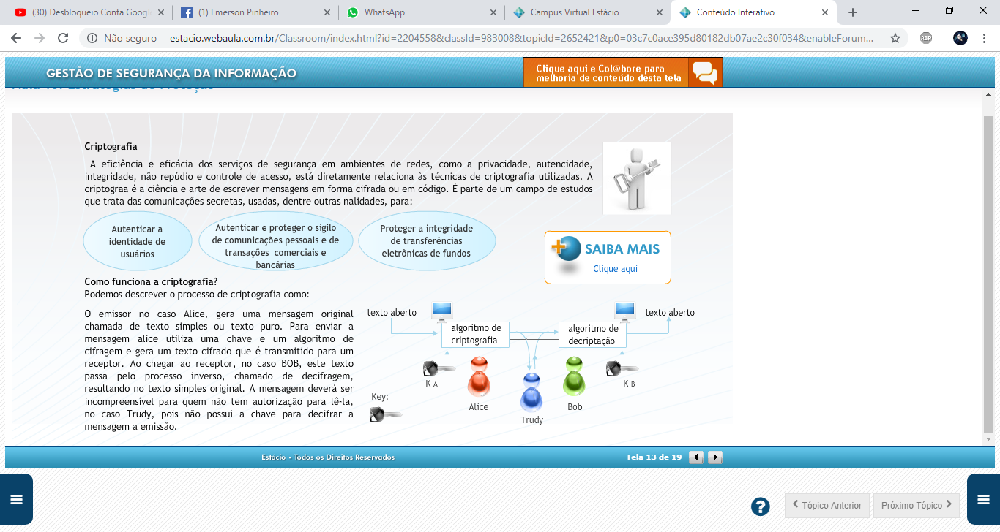 (30) Desbloqueio Conta Googl
(1) Emerson Pinheiro
WhatsApp
Campus Virtual Estácio
Conteúdo Interativo
Não seguro
estacio.webaula.com.br/Classroom/index.html?id=2204558&classId=983008&topicId=2652421&p0=03c7c0ace395d80182db07ae2c30f034&enableForum...
ABP
GESTÃO DE SEGURANÇA DA INFORMAÇÃO
Clique aqui e Col@bore para
melhoria de conteúdo desta tela
Aula 10: Estratégias de Proteção
Criptografia
A eficiência e eficácia dos serviços de segurança em ambientes de redes, como a privacidade, autencidade,
integridade, não repúdio e controle de acesso, está diretamente relaciona às técnicas de criptografia utilizadas. A
criptograa é a ciência e arte de escrever mensagens em forma cifrada ou em código. È parte de um campo de estudos
que trata das comunicações secretas, usadas, dentre outras nalidades, para:
Autenticar a
identidade de
usuários
Autenticar e proteger o sigilo
de comunicações pessoais e de
transações comerciais e
bancárias
Proteger a integridade
de transferências
eletrônicas de fundos
SAIBA MAIS
Clique aqui
Como funciona a criptografia?
Podemos descrever o processo de criptografia como:
O emissor no caso Alice, gera uma mensagem original
chamada de texto simples ou texto puro. Para enviar a
mensagem alice utiliza uma chave e um algoritmo de
cifragem e gera um texto cifrado que é transmitido para um
receptor. Ao chegar ao receptor, no caso BOB, este texto
passa pelo processo inverso, chamado de decifragem,
resultando no texto simples original. A mensagem deverá ser
incompreensível para quem não tem autorização para lê-la,
no caso Trudy, pois não possui a chave para decifrar a
mensagem a emissão.
texto aberto
algoritmo de
criptografia
algoritmo de
decriptação
texto aberto
K A
K B
Key:
Alice
Trudy
Bob
Estácio - Todos os Direitos Reservados
Tela 13 de 19
?
Tópico Anterior
Próximo Tópico